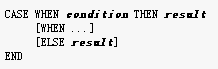 CASE WHEN condition THEN result
[WHEN ...]
[ELSE result]
END